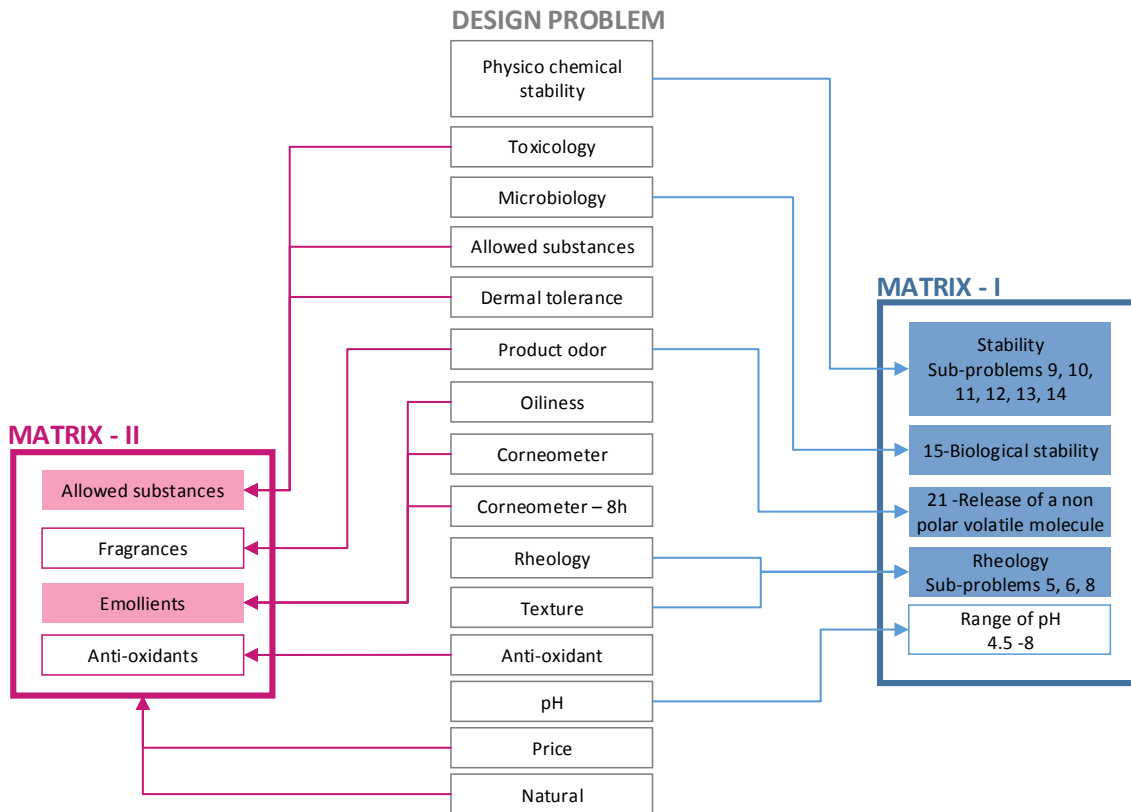 DESIGN PROBLEM
Physico chemical
stability
Toxicology
Microbiology
Allowed substances
Dermal tolerance
Product odor
Oiliness
Corneometer
Corneometer – 8h
Rheology
Texture
Anti-oxidant
pH
Price
Natural
MATRIX - II
Allowed substances
Fragrances
Emollients
Anti-oxidants
MATRIX - I
Stability
Sub-problems 9, 10,
11, 12, 13, 14
15-Biological stability
21 -Release of a non
polar volatile molecule
Rheology
Sub-problems 5, 6, 8
Range of pH
4.5 -8